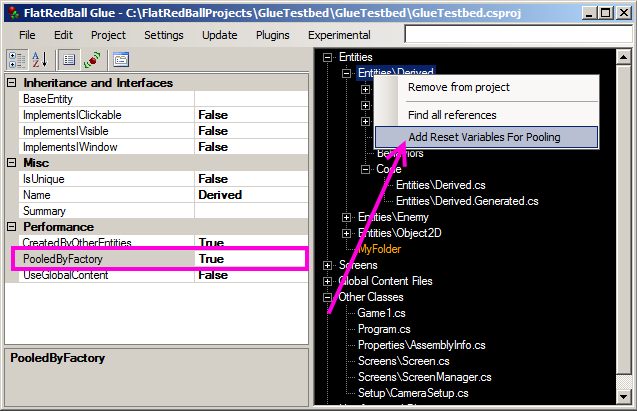 FlatRedBall Glue - C:\FlatRedBallProjects\GlueTestbed\GlueTestbed\GlueTestbed.csproj
File Edit Project Settings Update Plugins Experimental
Inheritance and Interfaces
BaseEntity
ImplementsIClickable False
ImplementsIVisible False
ImplementsIWindow False
Misc
IsUnique False
Name Derived
Summary
Performance
CreatedByOtherEntities True
PooledByFactory True
UseGlobalContent False
PooledByFactory
Entities
Entities\Derived
Remove from project
Find all references
Add Reset Variables For Pooling
Behaviors
Code
Entities\Derived.cs
Entities\Derived.Generated.cs
Entities\Enemy
Entities\Object2D
MyFolder
Screens
Global Content Files
Other Classes
Game1.cs
Program.cs
Properties\AssemblyInfo.cs
Screens\Screen.cs
Screens\ScreenManager.cs
Setup\CameraSetup.cs